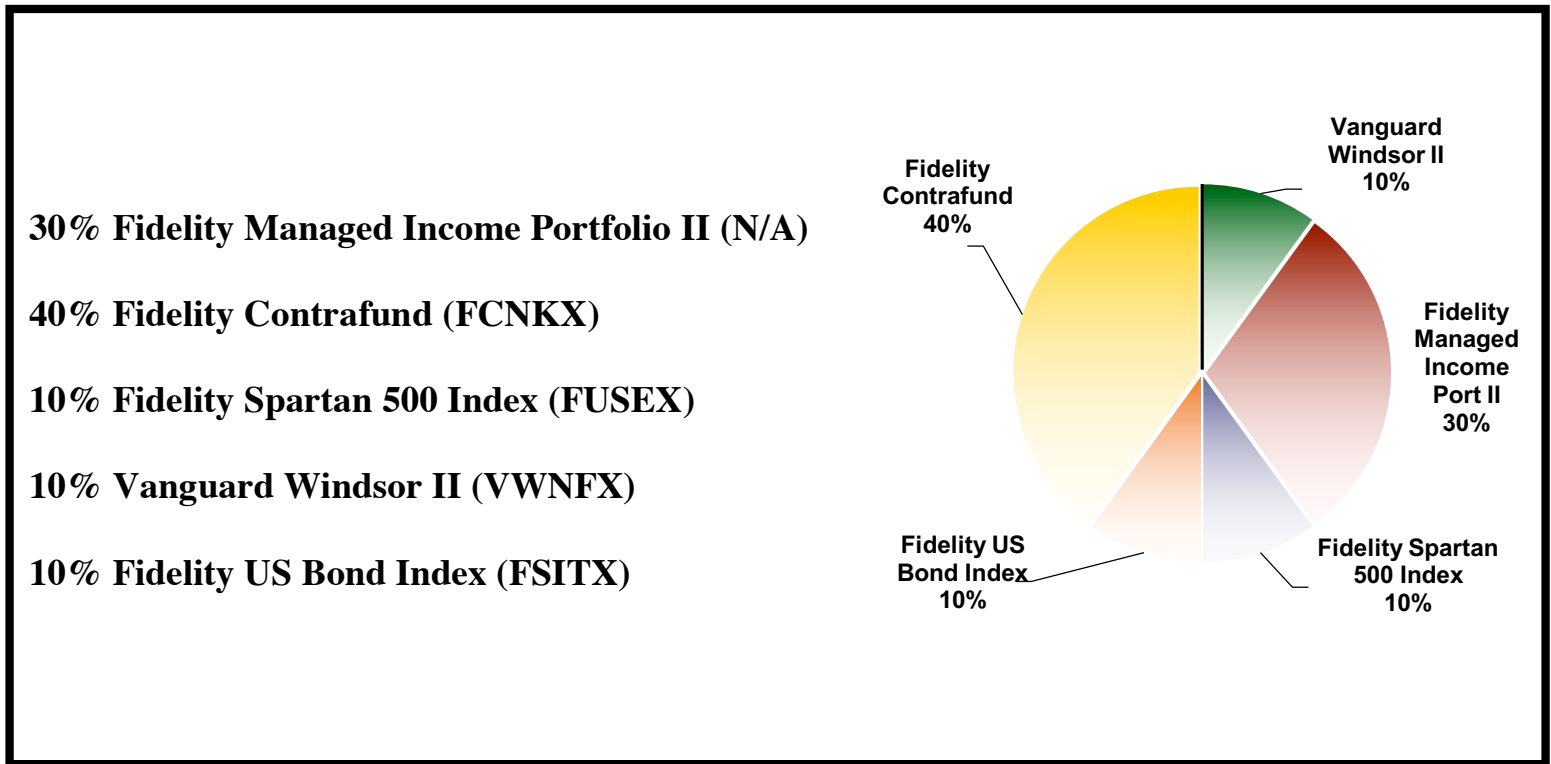 30% Fidelity Managed Income Portfolio II (N/A)
40% Fidelity Contrafund (FCNKX)
10% Fidelity Spartan 500 Index (FUSEX)
10% Vanguard Windsor II (VWNFX)
10% Fidelity US Bond Index (FSITX)
Vanguard
Windsor II
10%
Fidelity
Contrafund
40%
Fidelity
Managed
Income
Port II
30%
Fidelity US
Bond Index
10%
Fidelity Spartan
500 Index
10%